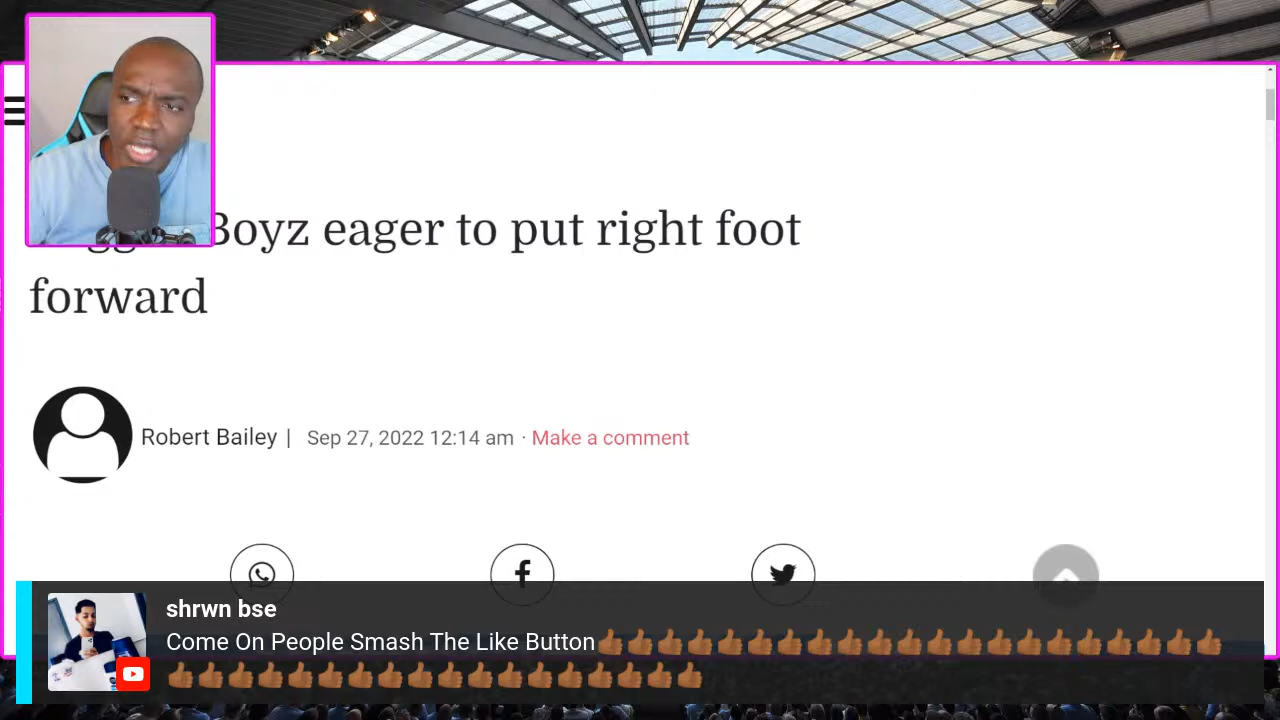 Boyz eager to put right foot
forward
Robert Bailey | Sep 27, 2022 12:14 am · Make a comment
shrwn bse
Come On People Smash The Like Button👍🏾👍🏾👍🏾👍🏾👍🏾👍🏾👍🏾👍🏾👍🏾👍🏾👍🏾👍🏾👍🏾👍🏾👍🏾👍🏾👍🏾👍🏾👍🏾👍🏾👍🏾
👍🏾👍🏾👍🏾👍🏾👍🏾👍🏾👍🏾👍🏾👍🏾👍🏾👍🏾👍🏾👍🏾👍🏾👍🏾👍🏾👍🏾👍🏾